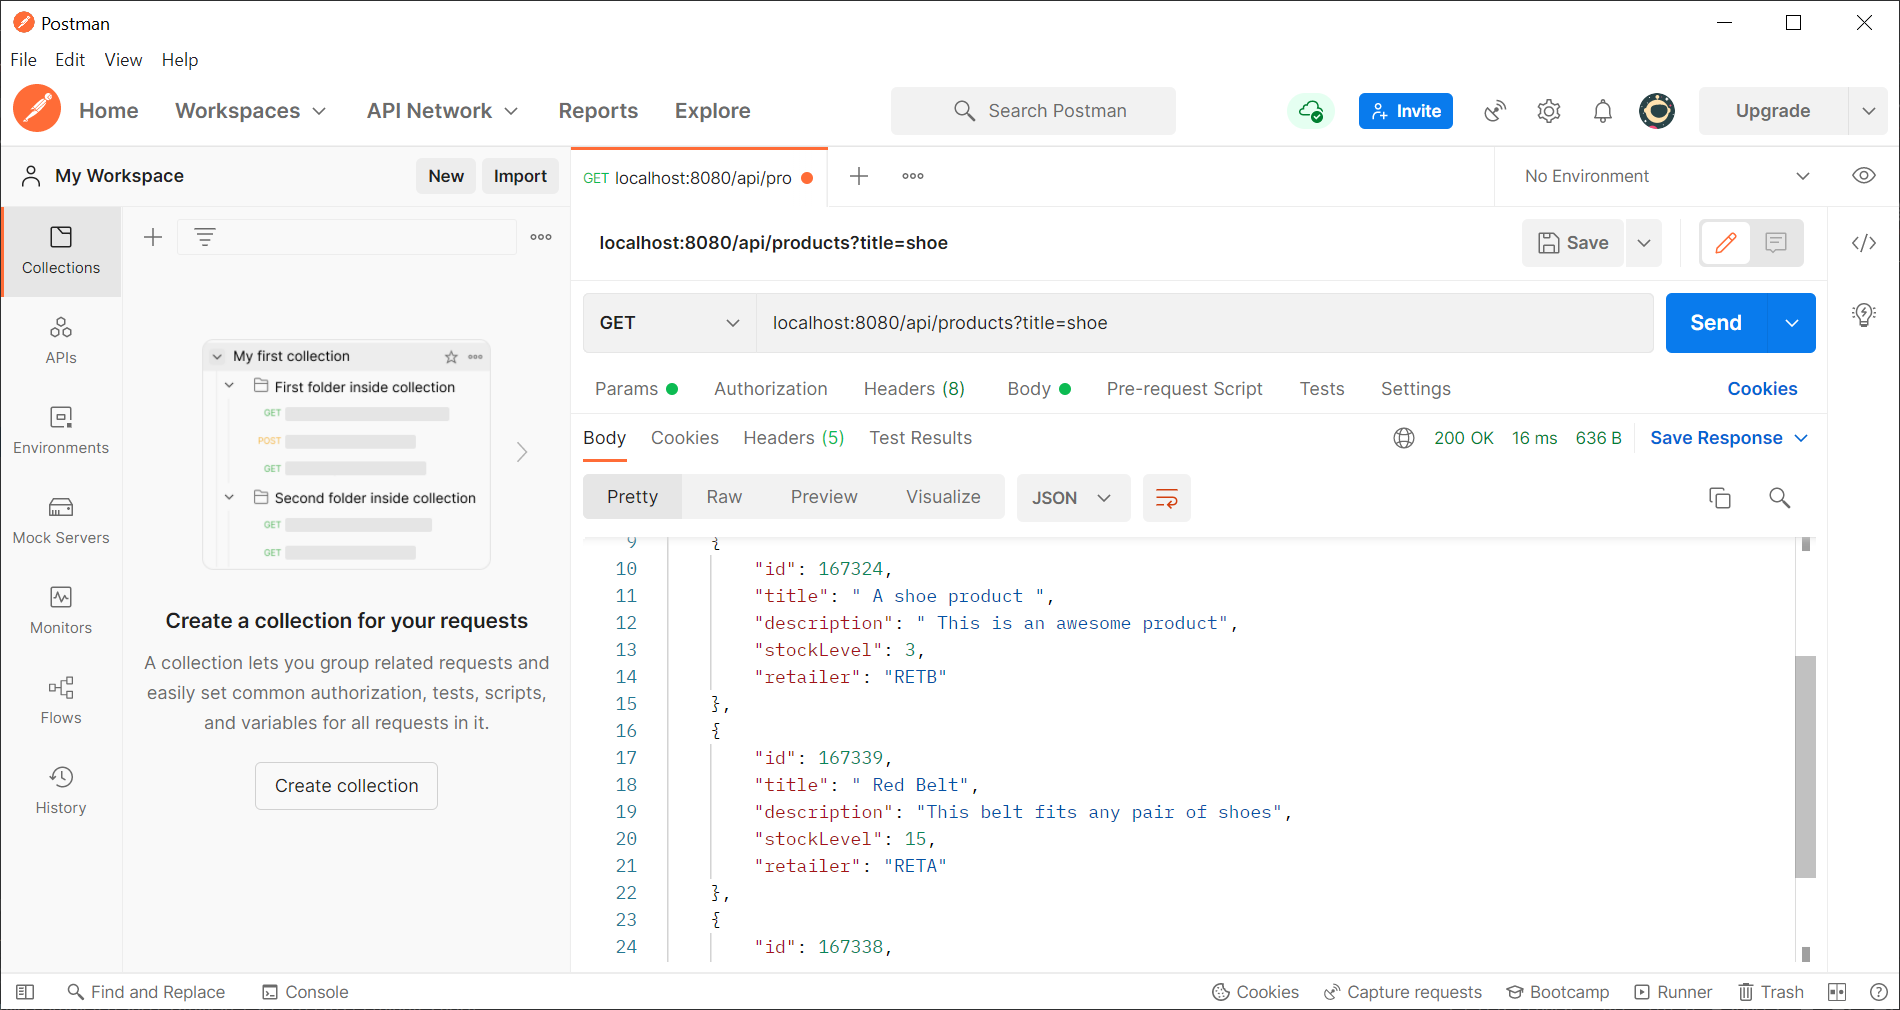 Postman
File Edit View Help
Home Workspaces API Network Reports Explore Search Postman Invite Upgrade
My Workspace New Import
GET localhost:8080/api/pro No Environment
Collections
APIs
Environments
Mock Servers
Monitors
Flows
History
My first collection
First folder inside collection
GET
POST
GET
Second folder inside collection
GET
GET
Create a collection for your requests
A collection lets you group related requests and
easily set common authorization, tests, scripts,
and variables for all requests in it.
Create collection
localhost:8080/api/products?title=shoe Save
GET localhost:8080/api/products?title=shoe Send
Params Authorization Headers (8) Body Pre-request Script Tests Settings Cookies
Body Cookies Headers (5) Test Results 200 OK 16 ms 636 B Save Response
Pretty Raw Preview Visualize JSON
9 {
10 "id": 167324,
11 "title": " A shoe product ",
12 "description": " This is an awesome product",
13 "stockLevel": 3,
14 "retailer": "RETB"
15 },
16 {
17 "id": 167339,
18 "title": " Red Belt",
19 "description": "This belt fits any pair of shoes",
20 "stockLevel": 15,
21 "retailer": "RETA"
22 },
23 {
24 "id": 167338,
Find and Replace Console Cookies Capture requests Bootcamp Runner Trash